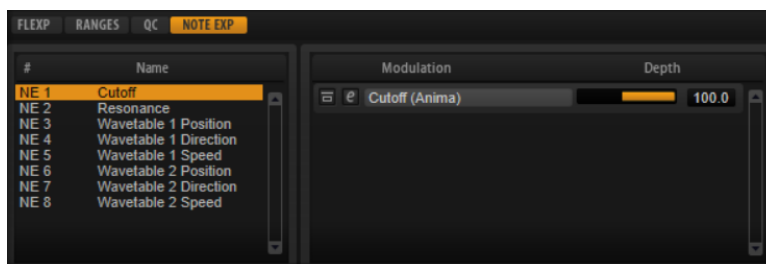 FLEXP RANGES QC NOTE EXP
# Name
NE 1 Cutoff
NE 2 Resonance
NE 3 Wavetable 1 Position
NE 4 Wavetable 1 Direction
NE 5 Wavetable 1 Speed
NE 6 Wavetable 2 Position
NE 7 Wavetable 2 Direction
NE 8 Wavetable 2 Speed
Modulation Depth
e Cutoff (Anima) 100.0